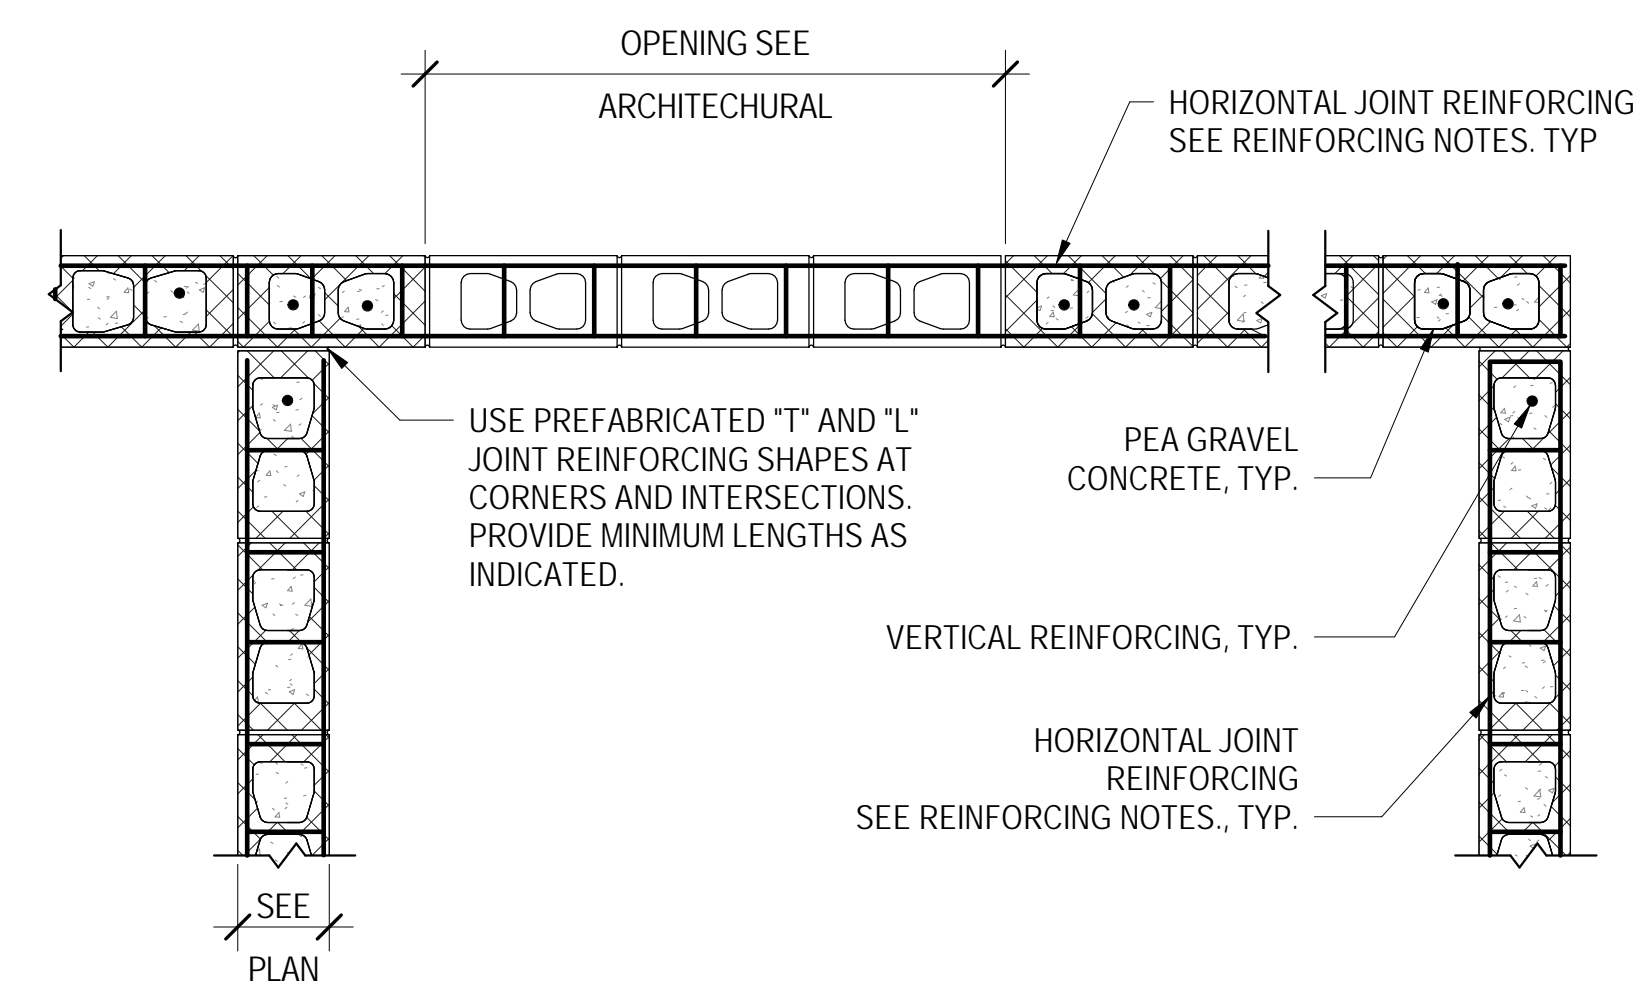 OPENING SEE
ARCHITECHURAL
HORIZONTAL JOINT REINFORCING
SEE REINFORCING NOTES. TYP
USE PREFABRICATED "T" AND "L"
JOINT REINFORCING SHAPES AT
CORNERS AND INTERSECTIONS.
PROVIDE MINIMUM LENGTHS AS
INDICATED.
PEA GRAVEL
CONCRETE, TYP.
VERTICAL REINFORCING, TYP.
HORIZONTAL JOINT
REINFORCING
SEE REINFORCING NOTES., TYP.
SEE
PLAN